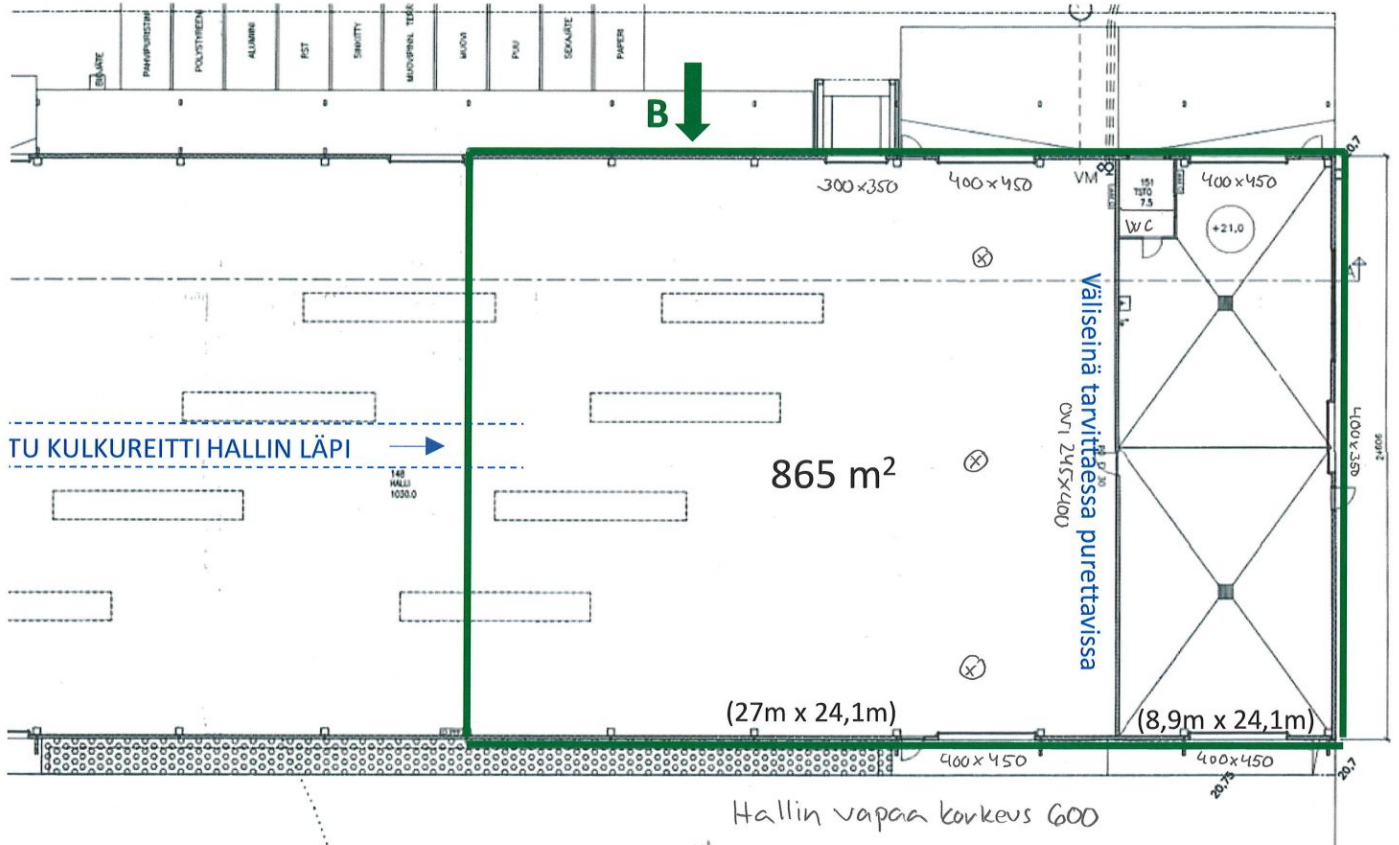 BIOJÄTE
PAHVIPURISTIN
POLYSTYREENI
ALUMIINI
RST
SINKITTY
MUOVIPINN. TERÄS
MUOVI
PUU
SEKAJÄTE
PAPERI
B
20,7
300x350
400x450
VM
151
TSTO
7.5
WC
400x450
+21,0
A
Väliseinä tarvittaessa purettavissa
OVI 245x400
TU KULKUREITTI HALLIN LÄPI
148
HALLI
1030.0
865 m²
400x350
24606
(27m x 24,1m)
(8,9m x 24,1m)
400x450
400x450
20,75
20,7
Hallin vapaa korkeus 600